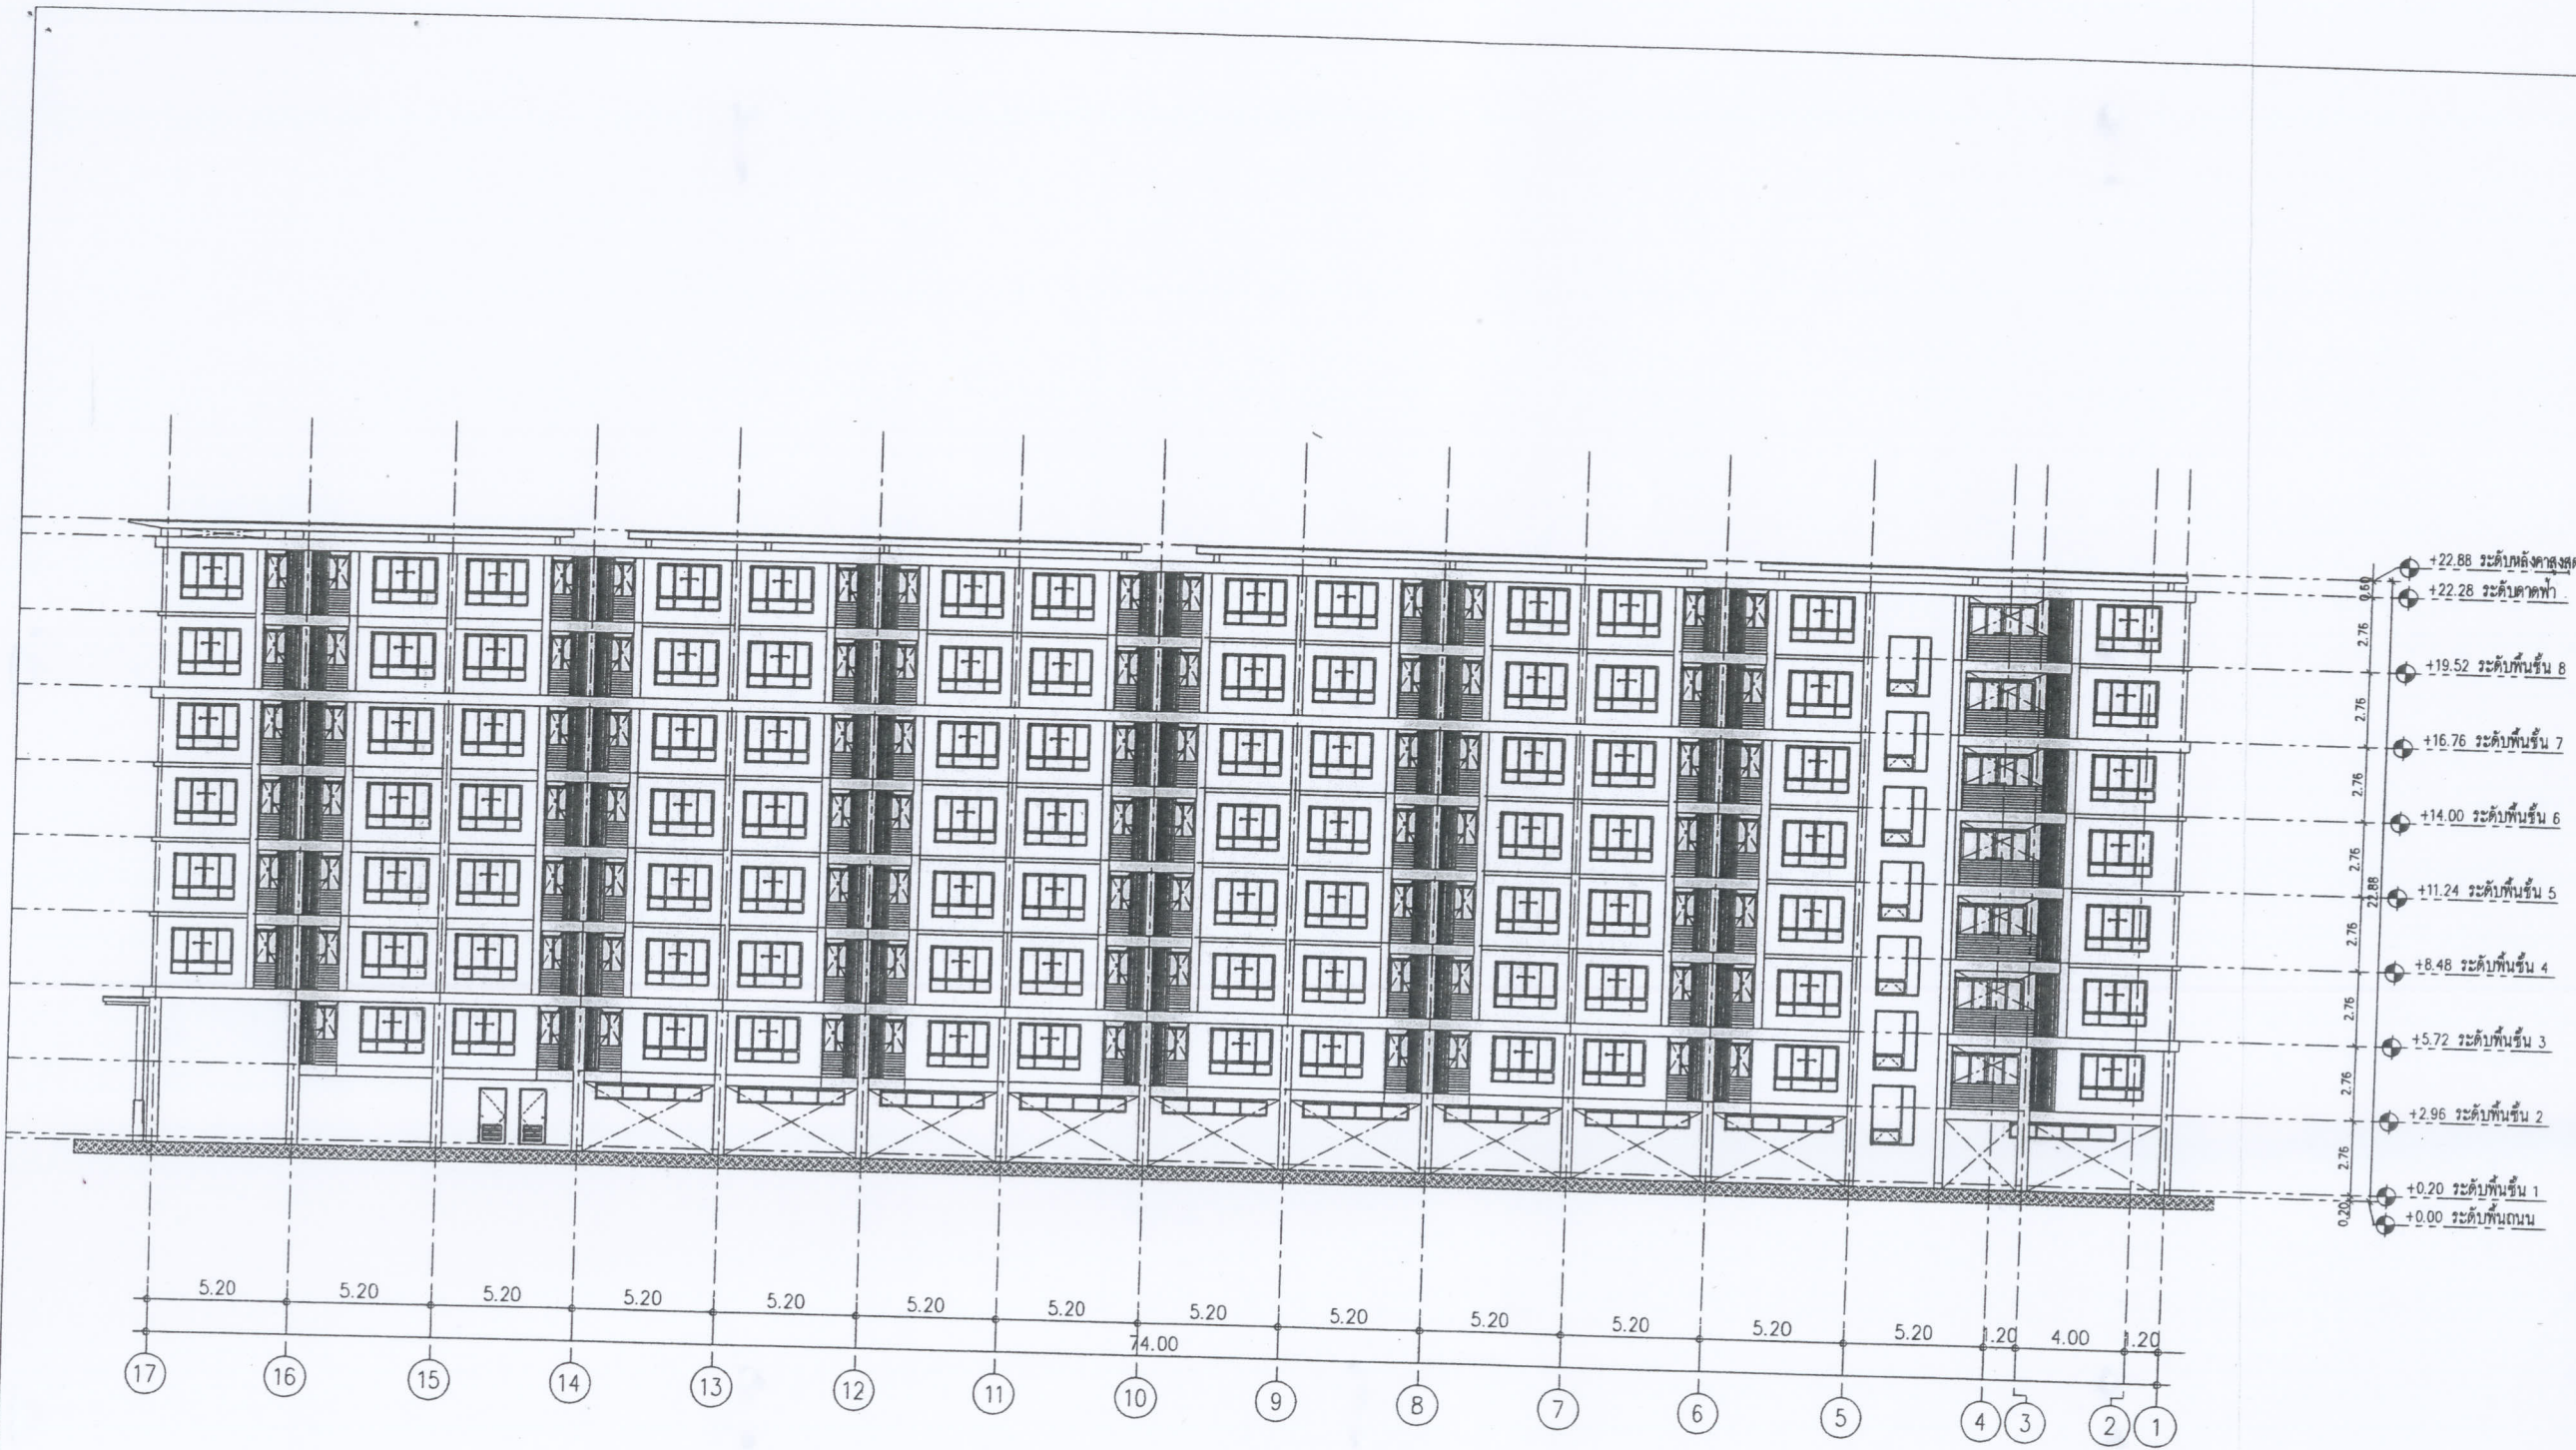 +22.88 ระดับหลังคาสูงสุด
+22.28 ระดับดาดฟ้า
+19.52 ระดับพื้นชั้น 8
+16.76 ระดับพื้นชั้น 7
+14.00 ระดับพื้นชั้น 6
+11.24 ระดับพื้นชั้น 5
+8.48 ระดับพื้นชั้น 4
+5.72 ระดับพื้นชั้น 3
+2.96 ระดับพื้นชั้น 2
+0.20 ระดับพื้นชั้น 1
+0.00 ระดับพื้นถนน
0.60
2.76
2.76
2.76
2.76
2.76
2.76
2.76
2.76
0.20
22.88
5.20 5.20 5.20 5.20 5.20 5.20 5.20 5.20 5.20 5.20 5.20 5.20 5.20 1.20 4.00 1.20
74.00
17 16 15 14 13 12 11 10 9 8 7 6 5 4 3 2 1